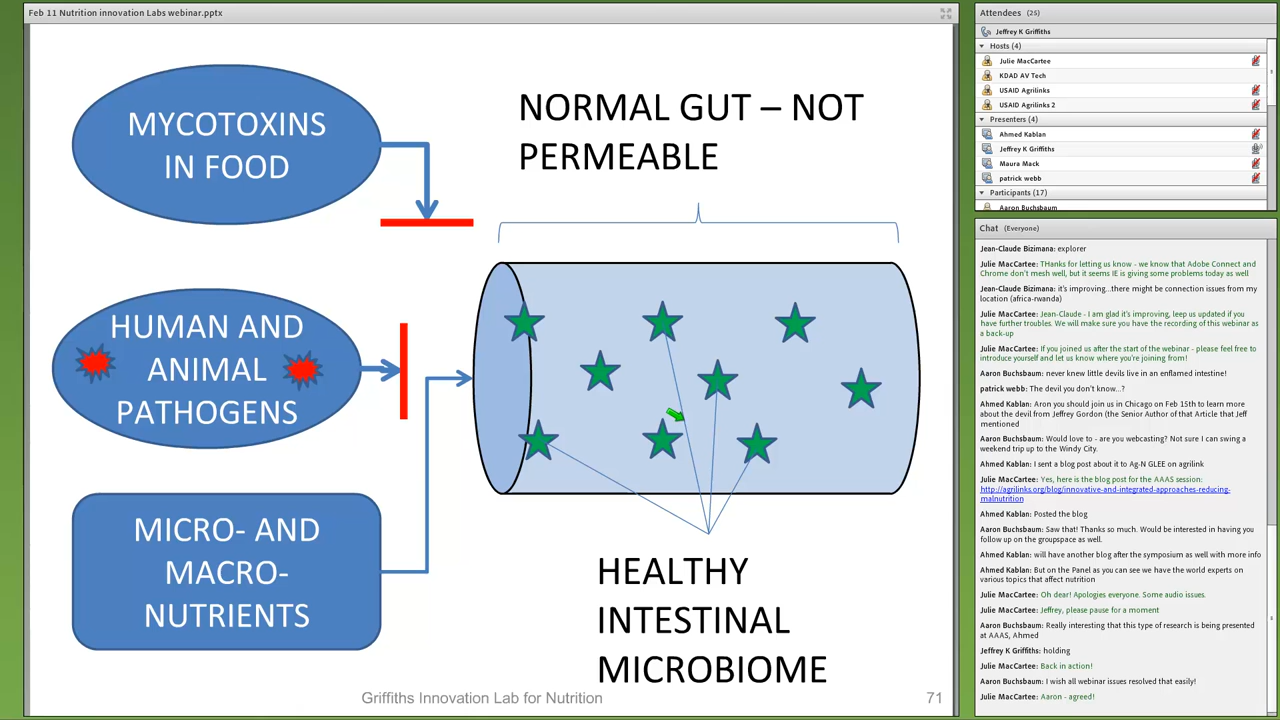 Feb 11 Nutrition innovation Labs webinar.pptx
MYCOTOXINS
IN FOOD
NORMAL GUT – NOT
PERMEABLE
HUMAN AND
ANIMAL
PATHOGENS
MICRO- AND
MACRO-
NUTRIENTS
HEALTHY
INTESTINAL
MICROBIOME
Griffiths Innovation Lab for Nutrition
71
Attendees (25)
Jeffrey K Griffiths
Hosts (4)
Julie MacCartee
KDAD AV Tech
USAID Agrilinks
USAID Agrilinks 2
Presenters (4)
Ahmed Kablan
Jeffrey K Griffiths
Maura Mack
patrick webb
Participants (17)
Aaron Buchsbaum
Chat (Everyone)
Jean-Claude Bizimana: explorer
Julie MacCartee: THanks for letting us know - we know that Adobe Connect and
Chrome don't mesh well, but it seems IE is giving some problems today as well
Jean-Claude Bizimana: it's improving...there might be connection issues from my
location (africa-rwanda)
Julie MacCartee: Jean-Claude - I am glad it's improving, keep us updated if you
have further troubles. We will make sure you have the recording of this webinar as
a back-up
Julie MacCartee: If you joined us after the start of the webinar - please feel free to
introduce yourself and let us know where you're joining from!
Aaron Buchsbaum: never knew little devils live in an enflamed intestine!
patrick webb: The devil you don't know...?
Ahmed Kablan: Aron you should join us in Chicago on Feb 15th to learn more
about the devil from Jeffrey Gordon (the Senior Author of that Article that Jeff
mentioned
Aaron Buchsbaum: Would love to - are you webcasting? Not sure I can swing a
weekend trip up to the Windy City.
Ahmed Kablan: I sent a blog post about it to Ag-N GLEE on agrilink
Julie MacCartee: Yes, here is the blog post for the AAAS session:
http://agrilinks.org/blog/innovative-and-integrated-approaches-reducing-
malnutrition
Ahmed Kablan: Posted the blog
Aaron Buchsbaum: Saw that! Thanks so much. Would be interested in having you
follow up on the groupspace as well.
Ahmed Kablan: will have another blog after the symposium as well with more info
Ahmed Kablan: But on the Panel as you can see we have the world experts on
various topics that affect nutrition
Julie MacCartee: Oh dear! Apologies everyone. Some audio issues.
Julie MacCartee: Jeffrey, please pause for a moment
Aaron Buchsbaum: Really interesting that this type of research is being presented
at AAAS, Ahmed
Jeffrey K Griffiths: holding
Julie MacCartee: Back in action!
Aaron Buchsbaum: I wish all webinar issues resolved that easily!
Julie MacCartee: Aaron - agreed!